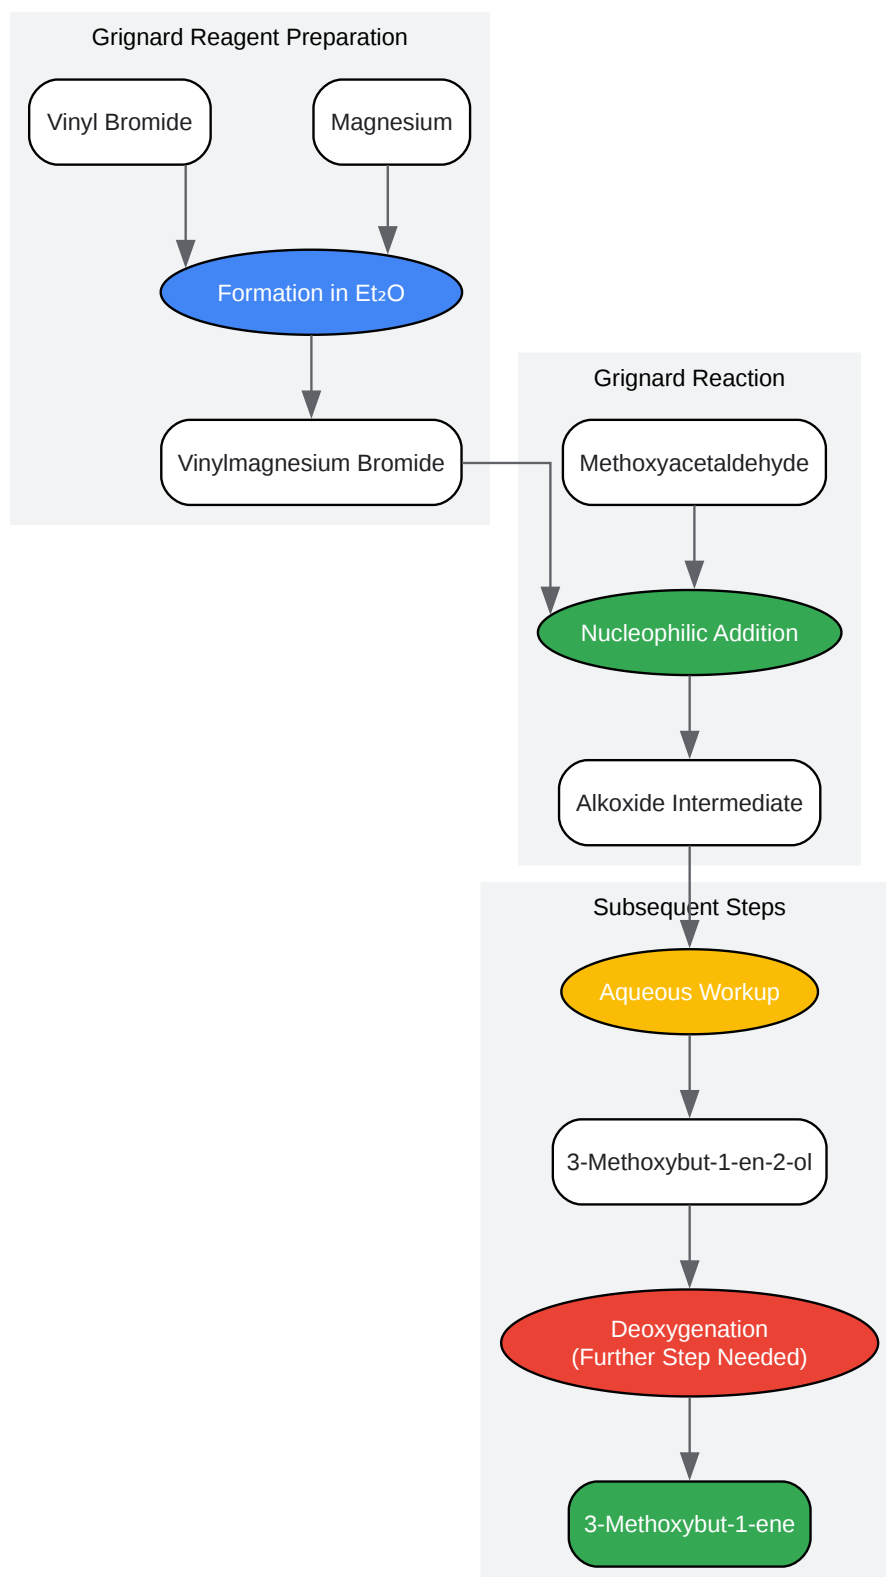 Grignard Reagent Preparation
Vinyl Bromide
Magnesium
Formation in Et₂O
Vinylmagnesium Bromide
Grignard Reaction
Methoxyacetaldehyde
Nucleophilic Addition
Alkoxide Intermediate
Subsequent Steps
Aqueous Workup
3-Methoxybut-1-en-2-ol
Deoxygenation
(Further Step Needed)
3-Methoxybut-1-ene